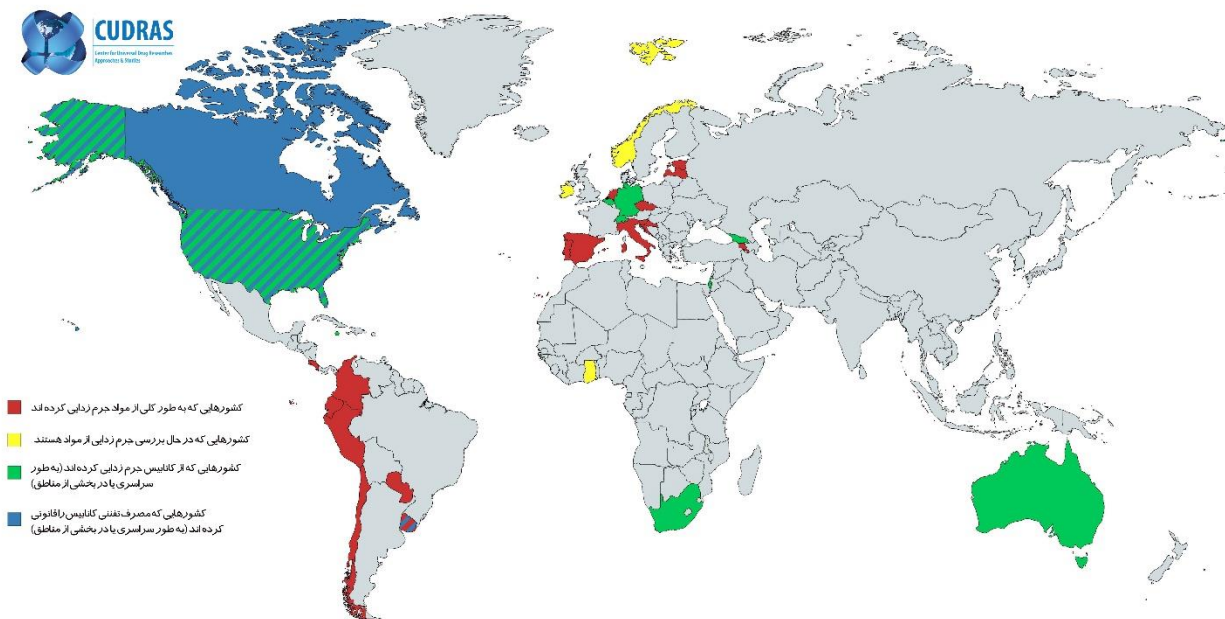 CUDRAS
Center for Universal Drug Researches
Approaches & Studies
کشورهایی که به طور کلی از مواد جرم زدایی کرده اند
کشورهایی که در حال بررسی جرم زدایی از مواد هستند
کشورهایی که از کانابیس جرم زدایی کرده اند (به طور
سراسری یا در بخشی از مناطق)
کشورهایی که مصرف تفننی کانابیس را قانونی
کرده اند (به طور سراسری یا در بخشی از مناطق)